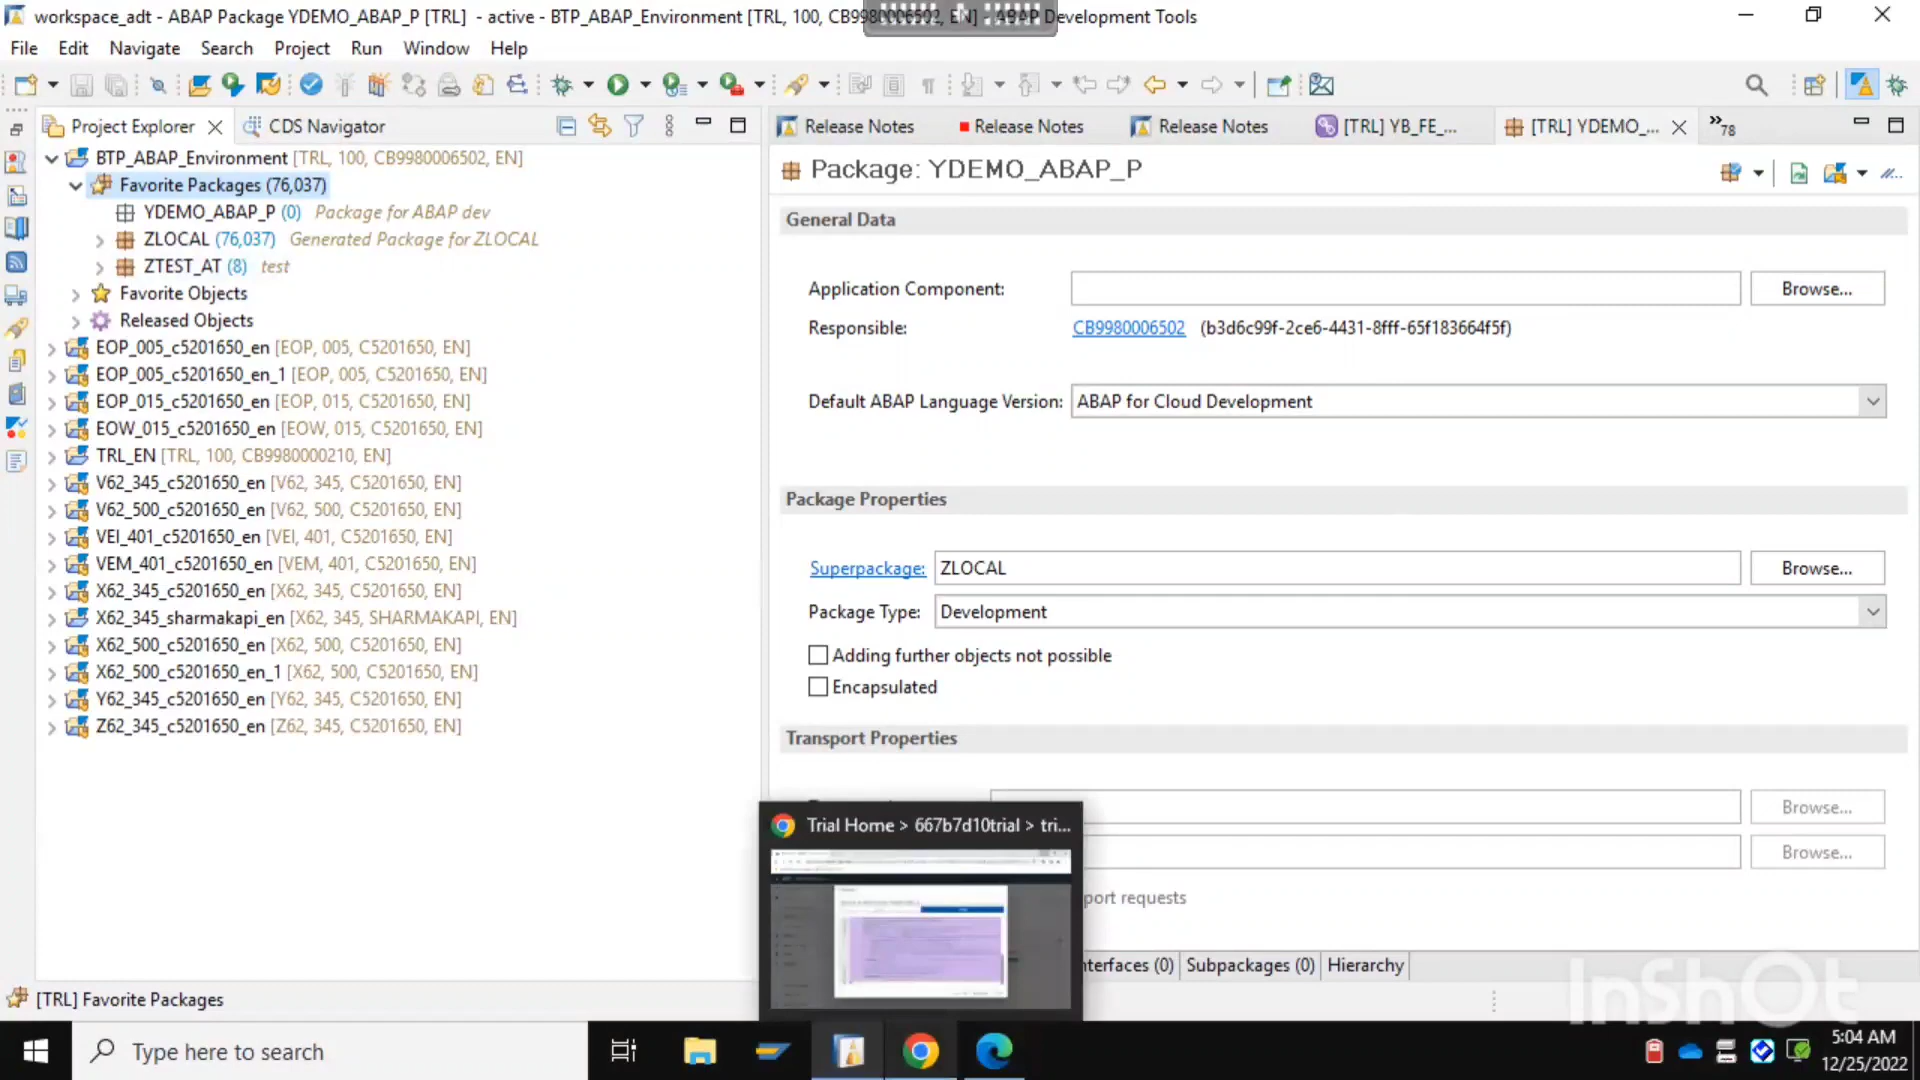 workspace_adt - ABAP Package YDEMO_ABAP_P [TRL] - active - BTP_ABAP_Environment [TRL, 100, CB9980006502, EN] - ABAP Development Tools
File Edit Navigate Search Project Run Window Help
Project Explorer
CDS Navigator
BTP_ABAP_Environment [TRL, 100, CB9980006502, EN]
Favorite Packages (76,037)
YDEMO_ABAP_P (0) Package for ABAP dev
ZLOCAL (76,037) Generated Package for ZLOCAL
ZTEST_AT (8) test
Favorite Objects
Released Objects
EOP_005_c5201650_en [EOP, 005, C5201650, EN]
EOP_005_c5201650_en_1 [EOP, 005, C5201650, EN]
EOP_015_c5201650_en [EOP, 015, C5201650, EN]
EOW_015_c5201650_en [EOW, 015, C5201650, EN]
TRL_EN [TRL, 100, CB9980000210, EN]
V62_345_c5201650_en [V62, 345, C5201650, EN]
V62_500_c5201650_en [V62, 500, C5201650, EN]
VEI_401_c5201650_en [VEI, 401, C5201650, EN]
VEM_401_c5201650_en [VEM, 401, C5201650, EN]
X62_345_c5201650_en [X62, 345, C5201650, EN]
X62_345_sharmakapi_en [X62, 345, SHARMAKAPI, EN]
X62_500_c5201650_en [X62, 500, C5201650, EN]
X62_500_c5201650_en_1 [X62, 500, C5201650, EN]
Y62_345_c5201650_en [Y62, 345, C5201650, EN]
Z62_345_c5201650_en [Z62, 345, C5201650, EN]
[TRL] Favorite Packages
Release Notes
Release Notes
Release Notes
[TRL] YB_FE_...
[TRL] YDEMO_...
»78
Package: YDEMO_ABAP_P
General Data
Application Component:
Browse...
Responsible: CB9980006502 (b3d6c99f-2ce6-4431-8fff-65f183664f5f)
Default ABAP Language Version: ABAP for Cloud Development
Package Properties
Superpackage: ZLOCAL
Browse...
Package Type: Development
Adding further objects not possible
Encapsulated
Transport Properties
Browse...
Browse...
port requests
nterfaces (0) Subpackages (0) Hierarchy
Trial Home > 667b7d10trial > tri...
InShOt
Type here to search
5:04 AM
12/25/2022